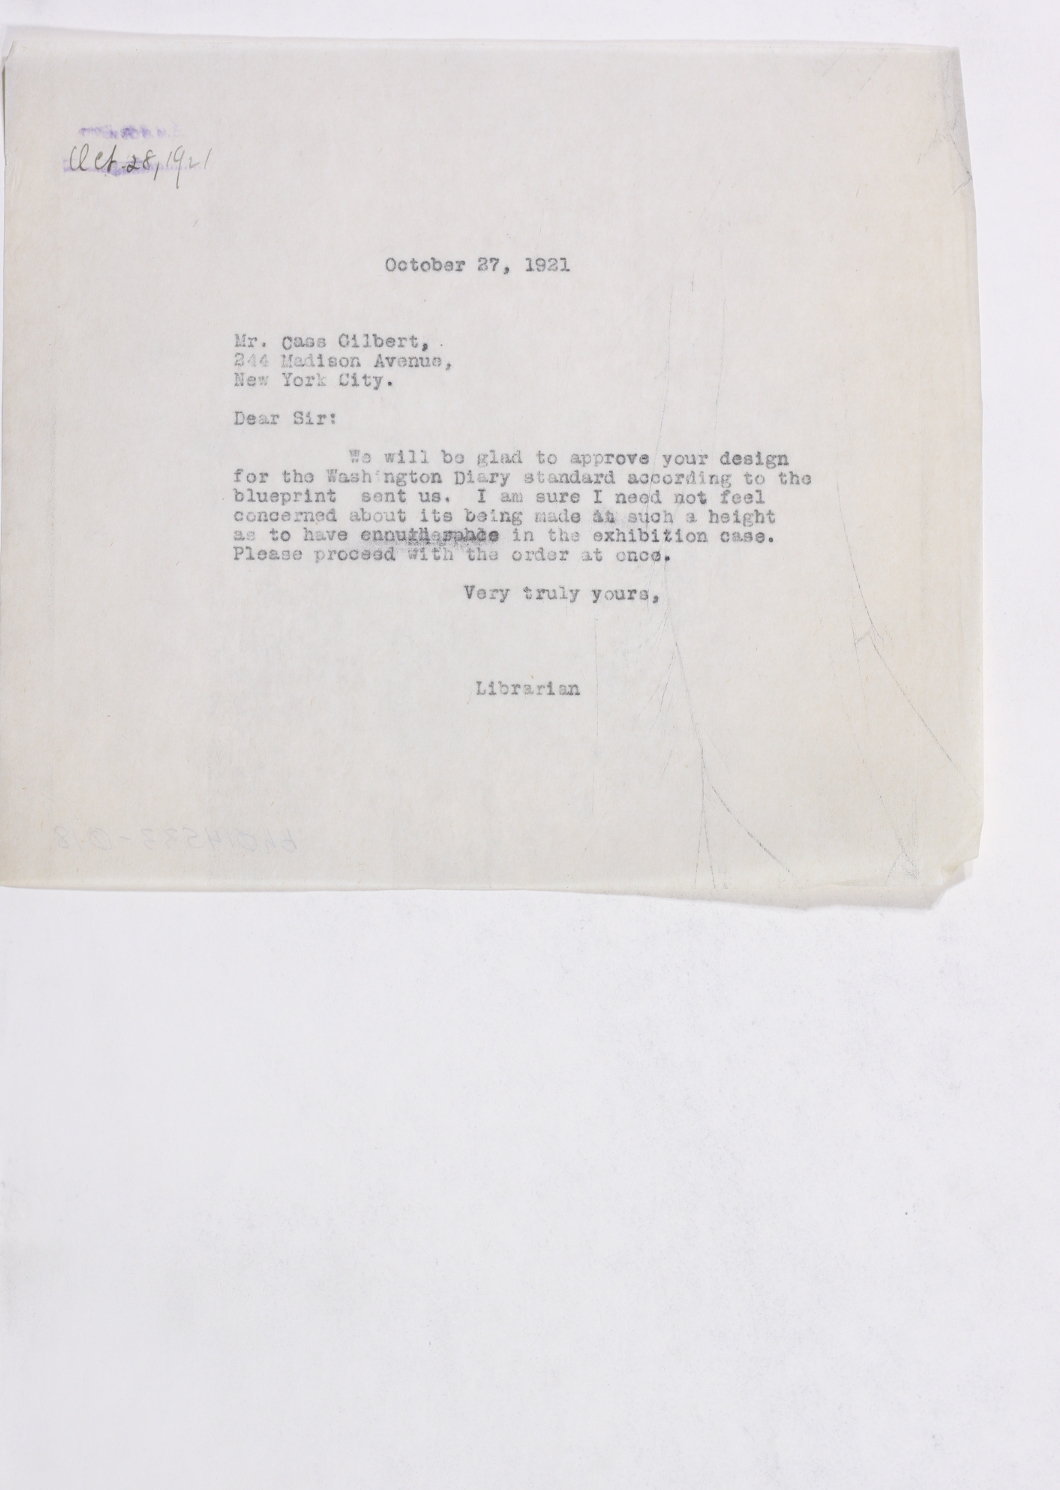 Oct 28, 1921
October 27, 1921
Mr. Cass Gilbert,
244 Madison Avenue,
New York City.
Dear Sir:
We will be glad to approve your design
for the Washington Diary standard according to the
blueprint sent us. I am sure I need not feel
concerned about its being made in such a height
as to have in the exhibition case.
Please proceed with the order at once.
Very truly yours,
Librarian